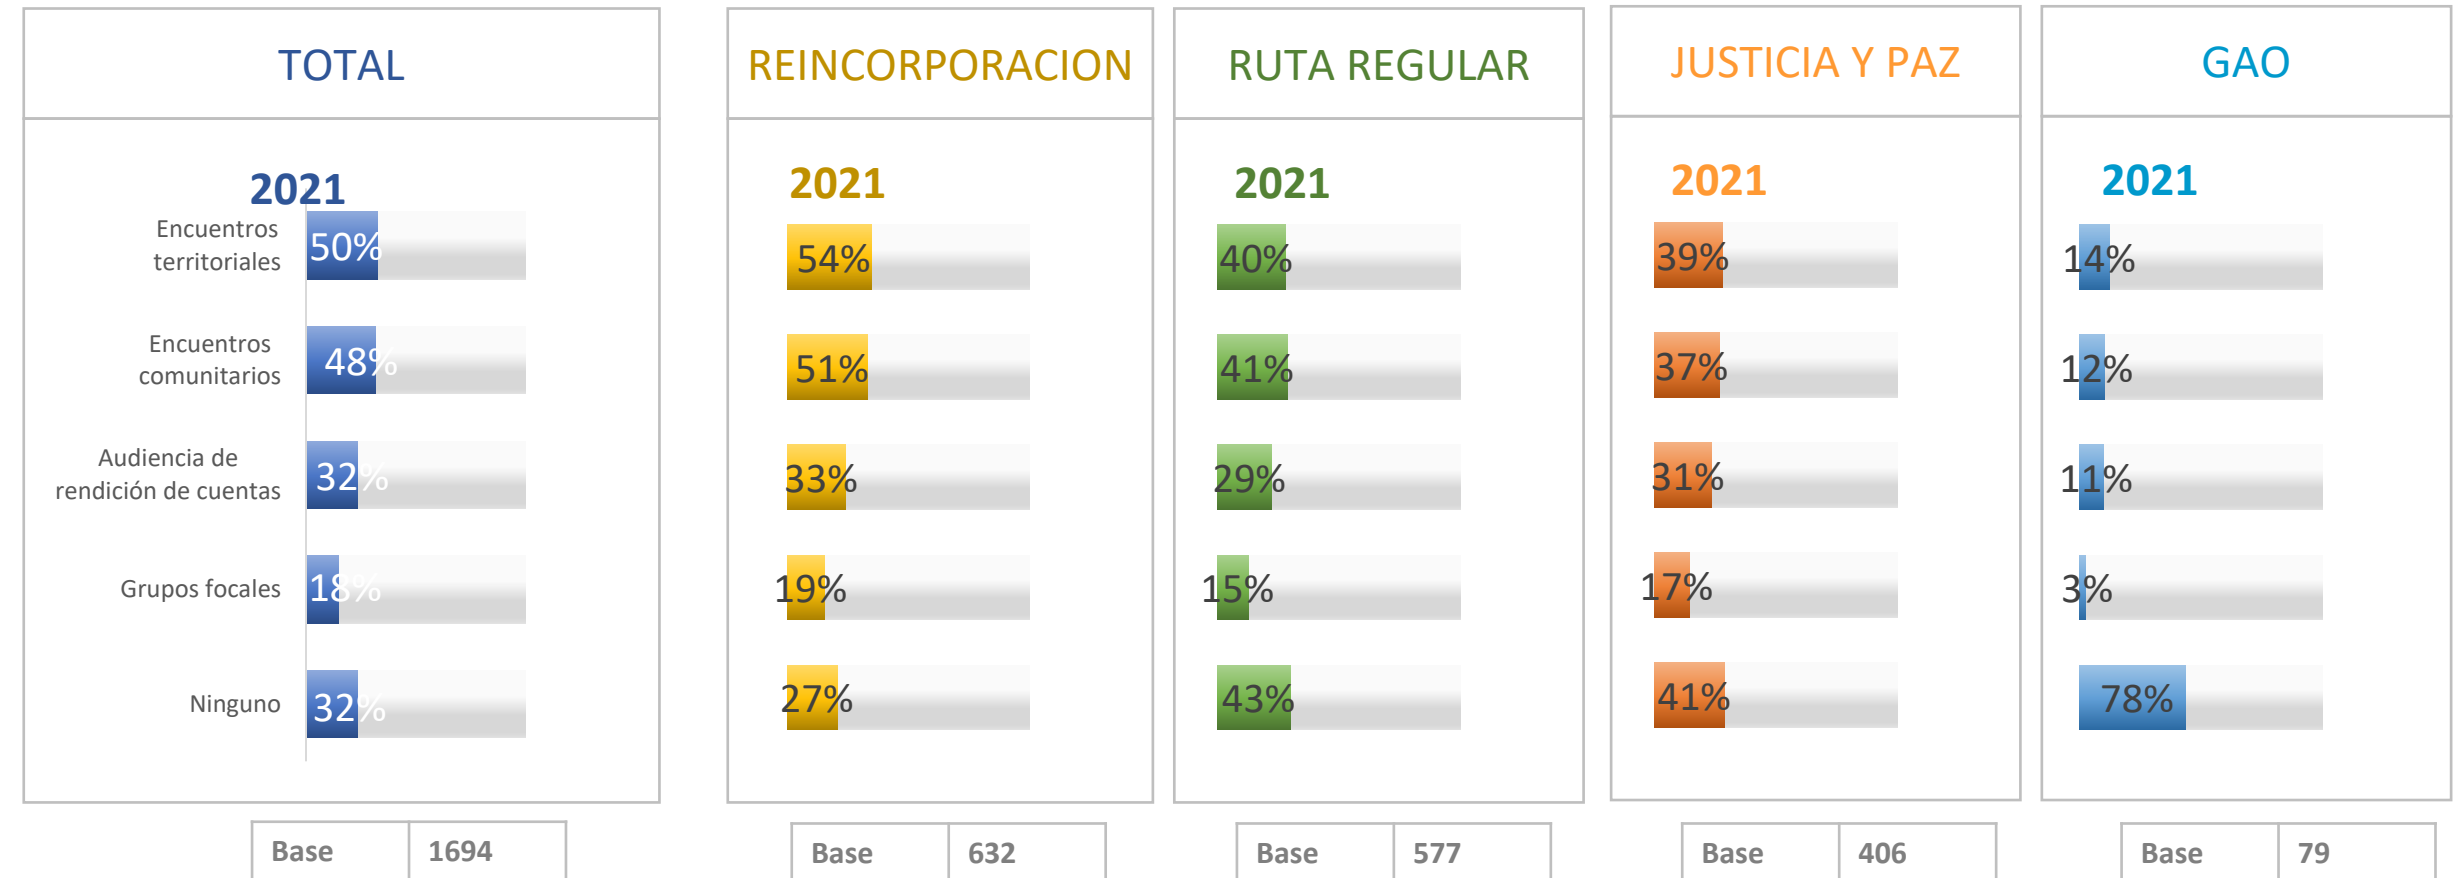 TOTAL
2021
Encuentros
territoriales
50%
Encuentros
comunitarios
48%
Audiencia de
rendición de cuentas
32%
Grupos focales
18%
Ninguno
32%
Base 1694
REINCORPORACION
2021
54%
51%
33%
19%
27%
Base 632
RUTA REGULAR
2021
40%
41%
29%
15%
43%
Base 577
JUSTICIA Y PAZ
2021
39%
37%
31%
17%
41%
Base 406
GAO
2021
14%
12%
11%
3%
78%
Base 79